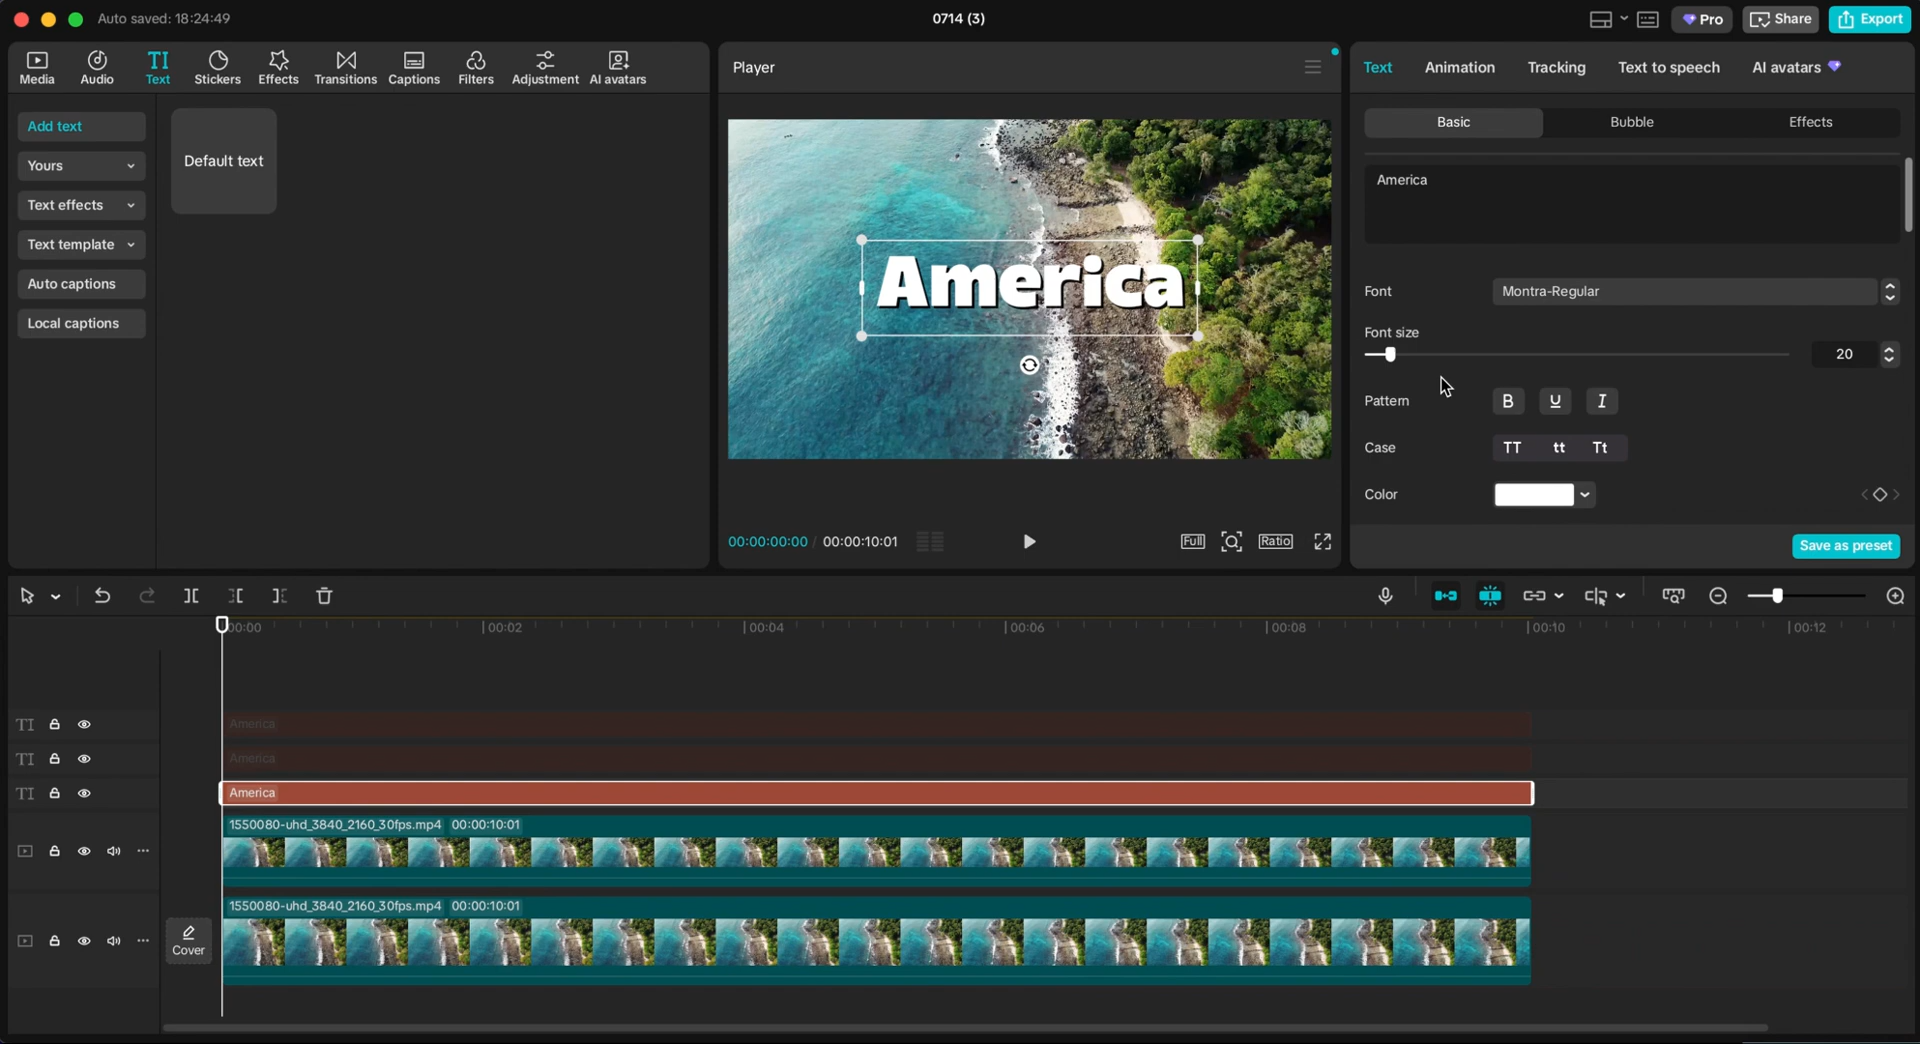 Auto saved: 18:24:49
0714 (3)
Pro
Share
Export
Media
Audio
TI
Text
Stickers
Effects
Transitions
Captions
Filters
Adjustment
AI avatars
Add text
Yours
Text effects
Text template
Auto captions
Local captions
Default text
Player
America
00:00:00:00 / 00:00:10:01
Full
Ratio
Text
Animation
Tracking
Text to speech
AI avatars
Basic
Bubble
Effects
America
Font
Montra-Regular
Font size
20
Pattern
B
U
I
Case
TT
tt
Tt
Color
Save as preset
00:00
00:02
00:04
00:06
00:08
00:10
00:12
TI
America
TI
America
TI
America
1550080-uhd_3840_2160_30fps.mp4 00:00:10:01
1550080-uhd_3840_2160_30fps.mp4 00:00:10:01
Cover